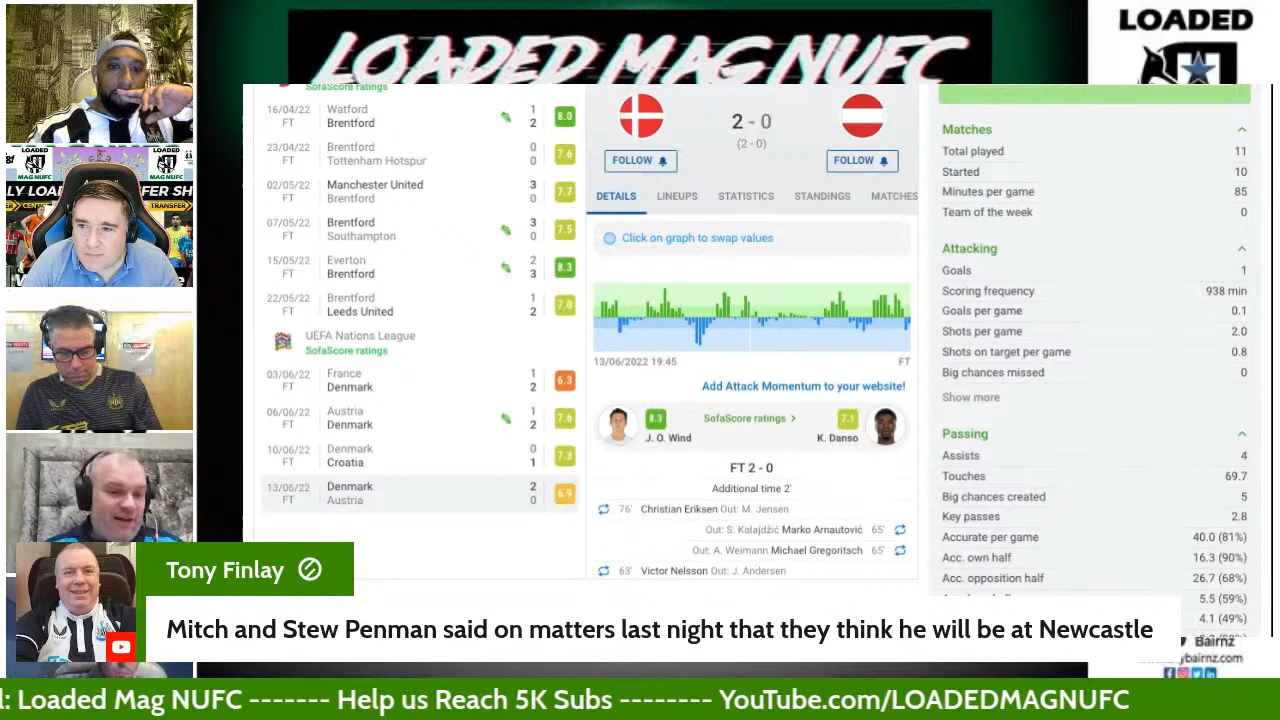 LOADED MAG NUFC
LOADED
LOADED
LOADED
MAG NUFC
MAG NUFC
TRANSFER
sky sports
SofaScore ratings
16/04/22
FT
Watford 1
Brentford 2
8.0
23/04/22
FT
Brentford 0
Tottenham Hotspur 0
7.6
02/05/22
FT
Manchester United 3
Brentford 0
7.7
07/05/22
FT
Brentford 3
Southampton 0
7.5
15/05/22
FT
Everton 2
Brentford 3
8.3
22/05/22
FT
Brentford 1
Leeds United 2
7.0
UEFA Nations League
SofaScore ratings
03/06/22
FT
France 1
Denmark 2
6.3
06/06/22
FT
Austria 1
Denmark 2
7.6
10/06/22
FT
Denmark 0
Croatia 1
7.3
13/06/22
FT
Denmark 2
Austria 0
6.9
2 - 0
(2 - 0)
FOLLOW
FOLLOW
DETAILS LINEUPS STATISTICS STANDINGS MATCHES
Click on graph to swap values
13/06/2022 19:45 FT
Add Attack Momentum to your website!
8.3 SofaScore ratings > 7.1
J. O. Wind K. Danso
FT 2 - 0
Additional time 2'
76' Christian Eriksen Out: M. Jensen
Out: S. Kalajdžić Marko Arnautović 65'
Out: A. Weimann Michael Gregoritsch 65'
63' Victor Nelsson Out: J. Andersen
Matches
Total played 11
Started 10
Minutes per game 85
Team of the week 0
Attacking
Goals 1
Scoring frequency 938 min
Goals per game 0.1
Shots per game 2.0
Shots on target per game 0.8
Big chances missed 0
Show more
Passing
Assists 4
Touches 69.7
Big chances created 5
Key passes 2.8
Accurate per game 40.0 (81%)
Acc. own half 16.3 (90%)
Acc. opposition half 26.7 (68%)
5.5 (59%)
4.1 (49%)
Bairnz
Tony Finlay
Mitch and Stew Penman said on matters last night that they think he will be at Newcastle
l: Loaded Mag NUFC ------- Help us Reach 5K Subs -------- YouTube.com/LOADEDMAGNUFC